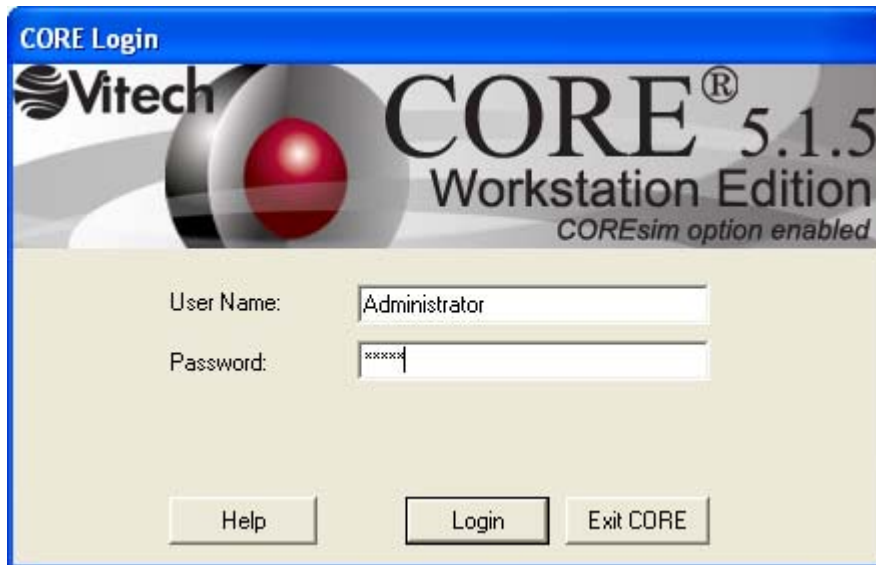 CORE Login
Vitech
CORE® 5.1.5
Workstation Edition
COREsim option enabled
User Name: Administrator
Password: *****
Help Login Exit CORE